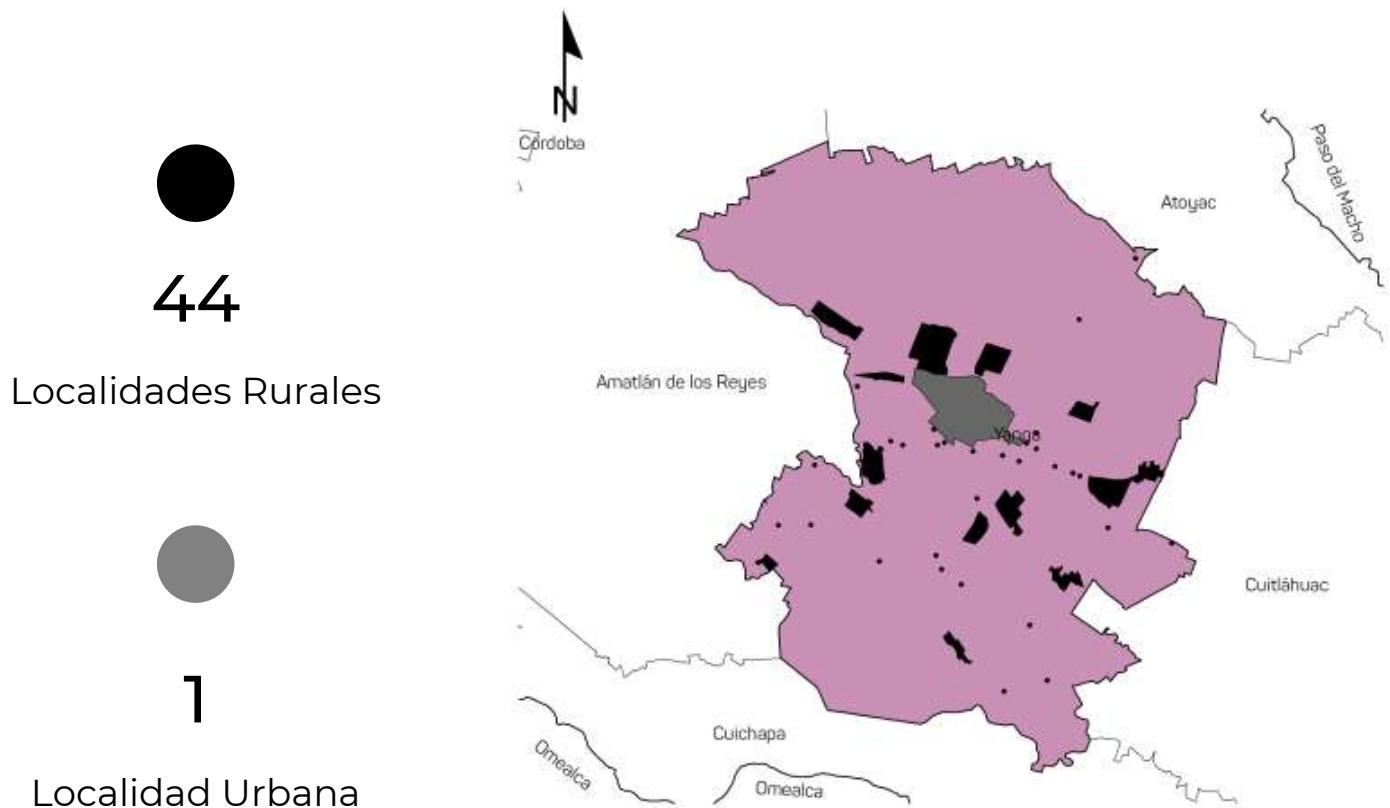 44
Localidades Rurales
1
Localidad Urbana
N
Córdoba
Paso del Macho
Atoyac
Amatlán de los Reyes
Yanga
Cuitláhuac
Cuichapa
Omealca
Omealca